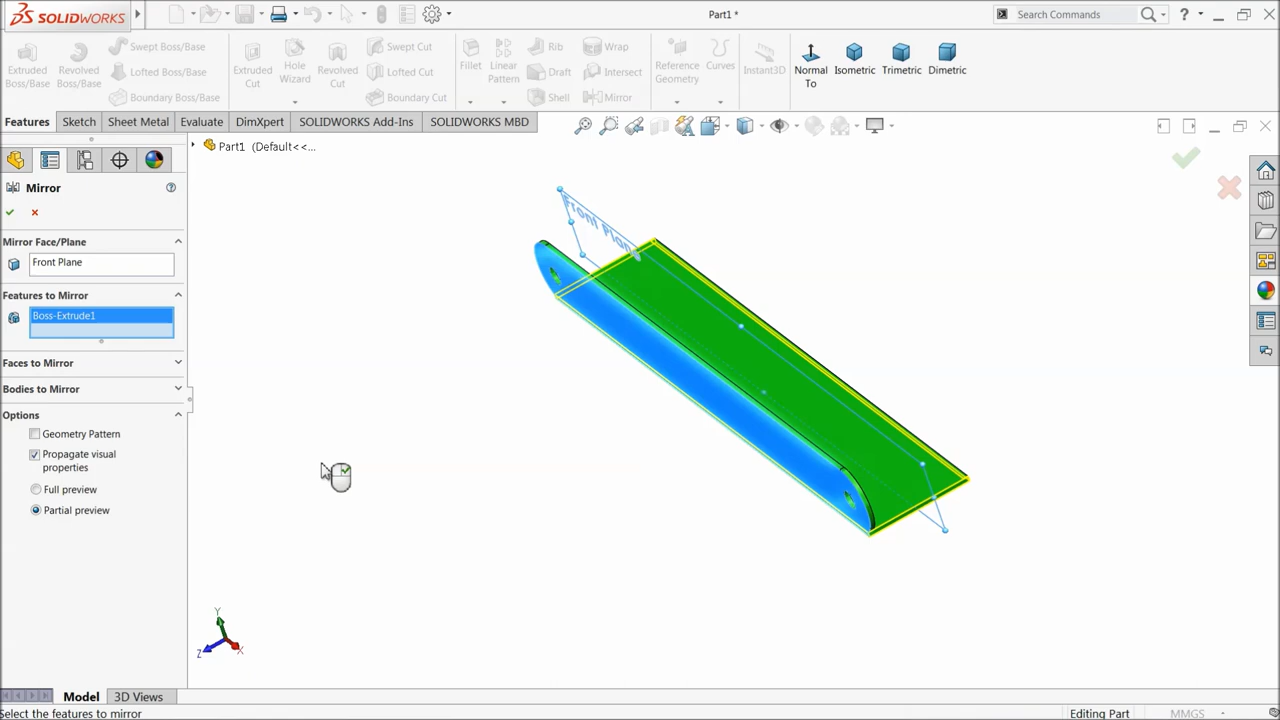 SOLIDWORKS
Part1 *
Search Commands
?
Extruded Boss/Base
Revolved Boss/Base
Swept Boss/Base
Lofted Boss/Base
Boundary Boss/Base
Extruded Cut
Hole Wizard
Revolved Cut
Swept Cut
Lofted Cut
Boundary Cut
Fillet
Linear Pattern
Rib
Draft
Shell
Wrap
Intersect
Mirror
Reference Geometry
Curves
Instant3D
Normal To
Isometric
Trimetric
Dimetric
Features
Sketch
Sheet Metal
Evaluate
DimXpert
SOLIDWORKS Add-Ins
SOLIDWORKS MBD
Part1 (Default<<...
Mirror
Mirror Face/Plane
Front Plane
Features to Mirror
Boss-Extrude1
Faces to Mirror
Bodies to Mirror
Options
Geometry Pattern
Propagate visual
properties
Full preview
Partial preview
Front Plane
Y
Z
X
Model
3D Views
Select the features to mirror
Editing Part
MMGS